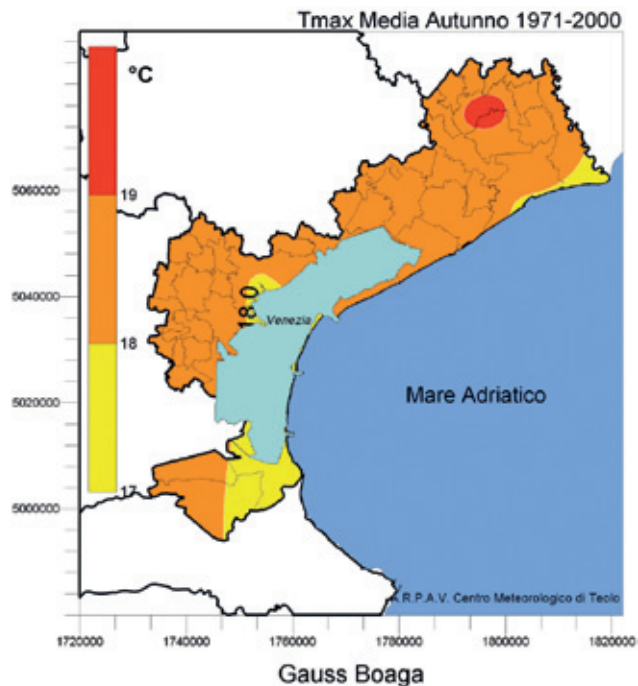 Tmax Media Autunno 1971-2000
°C
19
18
17
5060000
5040000
5020000
5000000
18.0
Venezia
Mare Adriatico
A.R.P.A.V. Centro Meteorologico di Teolo
1720000 1740000 1760000 1780000 1800000 1820000
Gauss Boaga